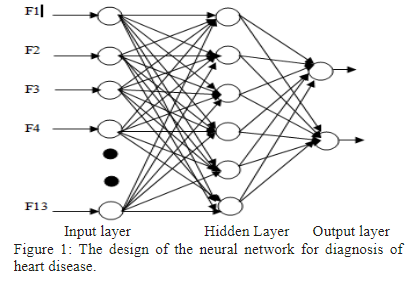 F1
F2
F3
F4
F13
Input layer Hidden Layer Output layer
Figure 1: The design of the neural network for diagnosis of
heart disease.